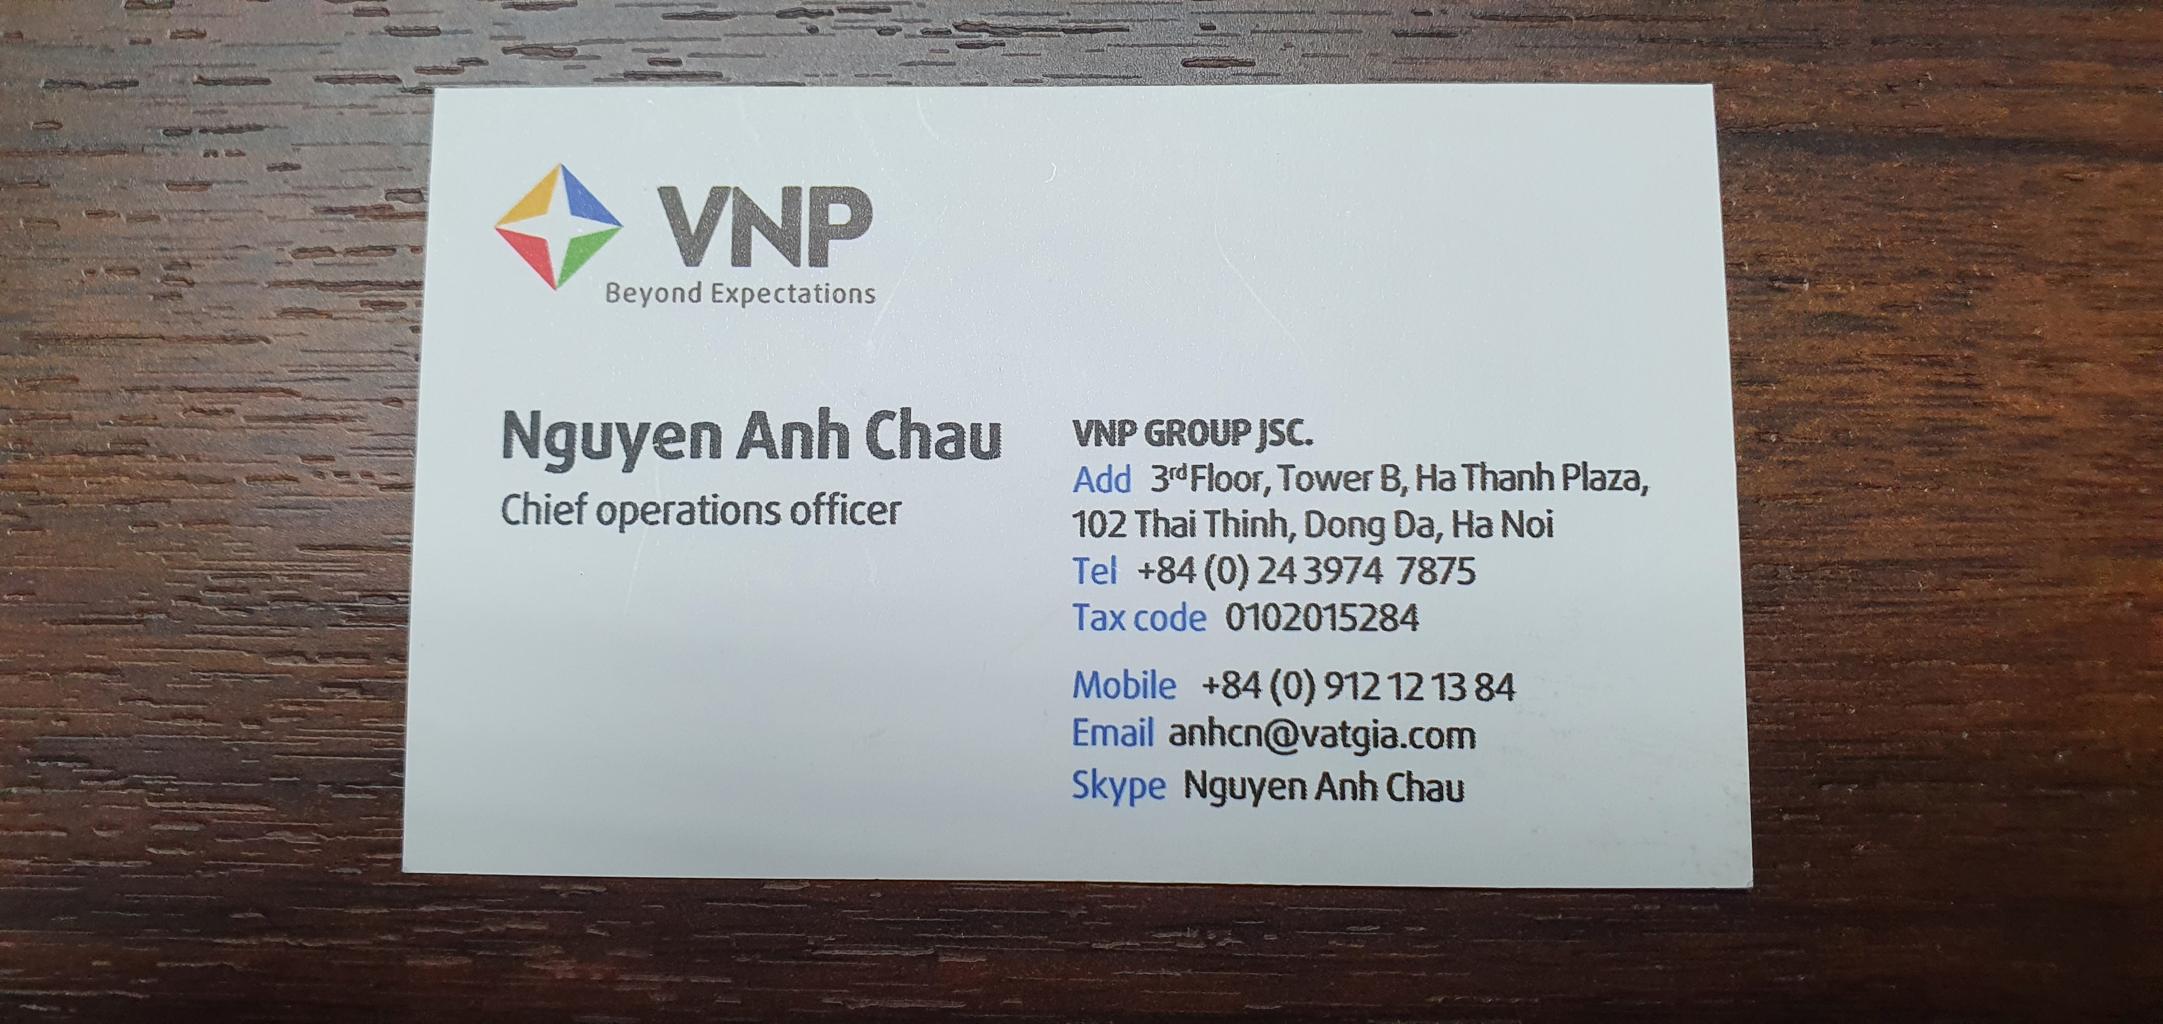 VNP
Beyond Expectations
Nguyen Anh Chau
Chief operations officer
VNP GROUP JSC.
Add 3rd Floor, Tower B, Ha Thanh Plaza,
102 Thai Thinh, Dong Da, Ha Noi
Tel +84 (0) 24 3974 7875
Tax code 0102015284
Mobile +84 (0) 912 12 13 84
Email anhcn@vatgia.com
Skype Nguyen Anh Chau